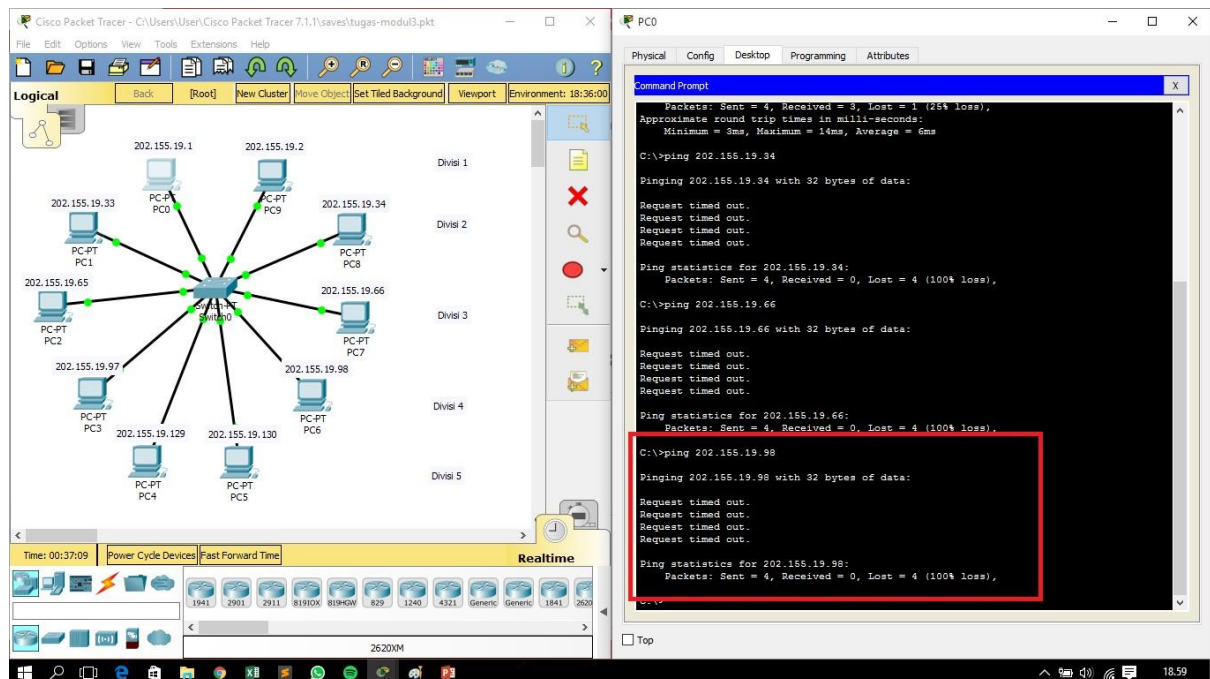 Cisco Packet Tracer - C:\Users\User\Cisco Packet Tracer 7.1.1\saves\tugas-modul3.pkt
File Edit Options View Tools Extensions Help
Logical
Back
[Root]
New Cluster
Move Object
Set Tiled Background
Viewport
Environment: 18:36:00
202.155.19.1
202.155.19.2
Divisi 1
PC-PT
PC0
PC-PT
PC9
202.155.19.33
202.155.19.34
Divisi 2
PC-PT
PC1
PC-PT
PC8
202.155.19.65
202.155.19.66
Switch-PT
Switch0
Divisi 3
PC-PT
PC2
PC-PT
PC7
202.155.19.97
202.155.19.98
Divisi 4
PC-PT
PC3
PC-PT
PC6
202.155.19.129
202.155.19.130
Divisi 5
PC-PT
PC4
PC-PT
PC5
Time: 00:37:09
Power Cycle Devices
Fast Forward Time
Realtime
1941 2901 2911 819IOX 819HGW 829 1240 4321 Generic Generic 1841 2620
2620XM
PC0
Physical Config Desktop Programming Attributes
Command Prompt
X
Packets: Sent = 4, Received = 3, Lost = 1 (25% loss),
Approximate round trip times in milli-seconds:
Minimum = 3ms, Maximum = 14ms, Average = 6ms
C:\>ping 202.155.19.34
Pinging 202.155.19.34 with 32 bytes of data:
Request timed out.
Request timed out.
Request timed out.
Request timed out.
Ping statistics for 202.155.19.34:
Packets: Sent = 4, Received = 0, Lost = 4 (100% loss),
C:\>ping 202.155.19.66
Pinging 202.155.19.66 with 32 bytes of data:
Request timed out.
Request timed out.
Request timed out.
Request timed out.
Ping statistics for 202.155.19.66:
Packets: Sent = 4, Received = 0, Lost = 4 (100% loss),
C:\>ping 202.155.19.98
Pinging 202.155.19.98 with 32 bytes of data:
Request timed out.
Request timed out.
Request timed out.
Request timed out.
Ping statistics for 202.155.19.98:
Packets: Sent = 4, Received = 0, Lost = 4 (100% loss),
C:\>
Top
18.59